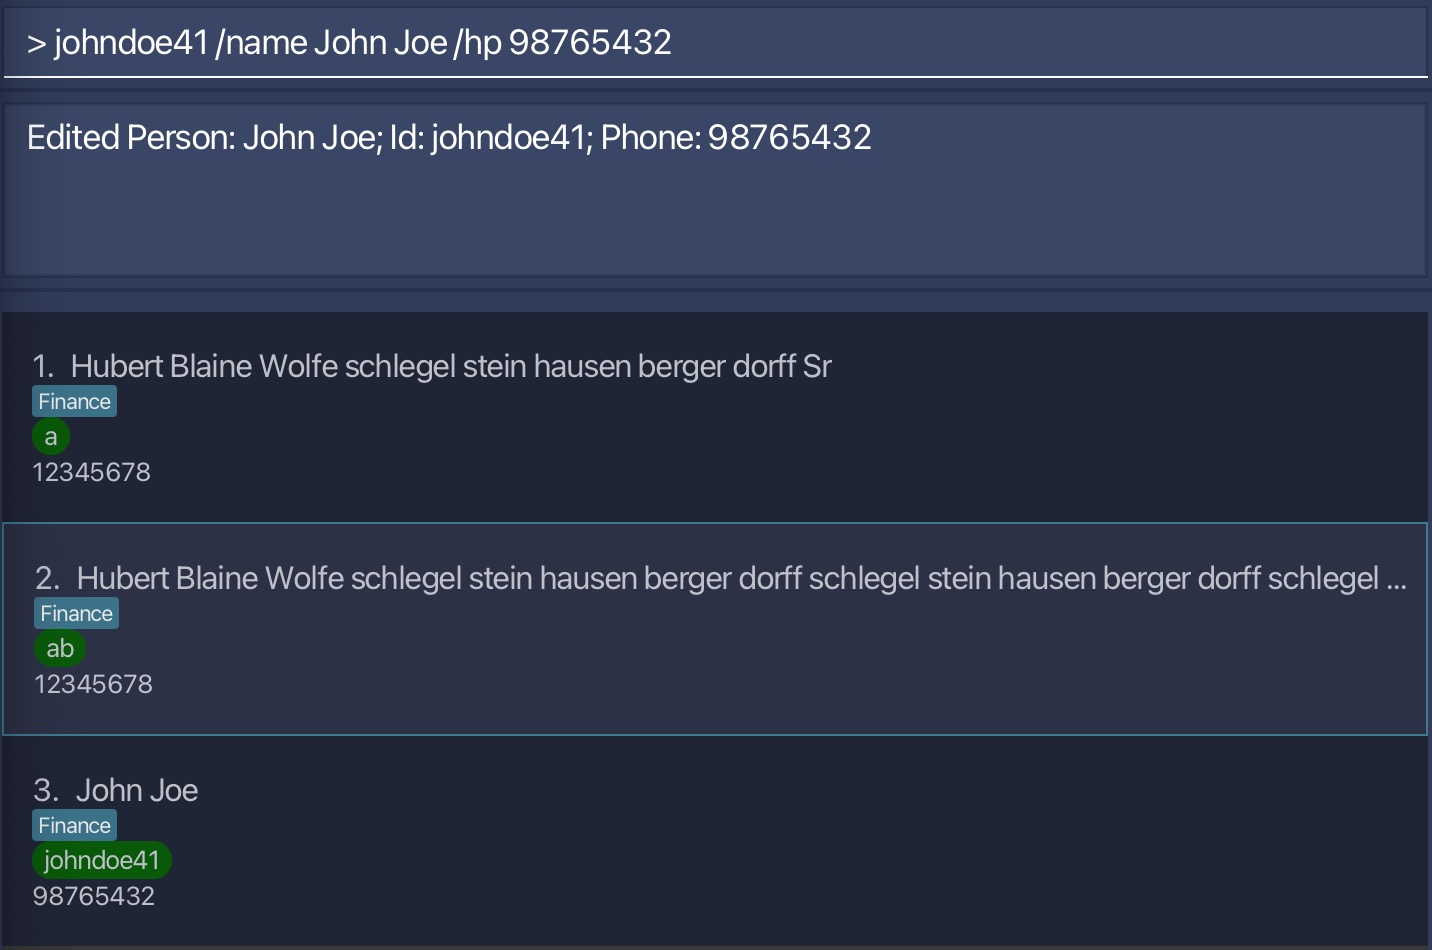 > johndoe41 /name John Joe /hp 98765432
Edited Person: John Joe; Id: johndoe41; Phone: 98765432
1. Hubert Blaine Wolfe schlegel stein hausen berger dorff Sr
Finance
a
12345678
2. Hubert Blaine Wolfe schlegel stein hausen berger dorff schlegel stein hausen berger dorff schlegel ...
Finance
ab
12345678
3. John Joe
Finance
johndoe41
98765432